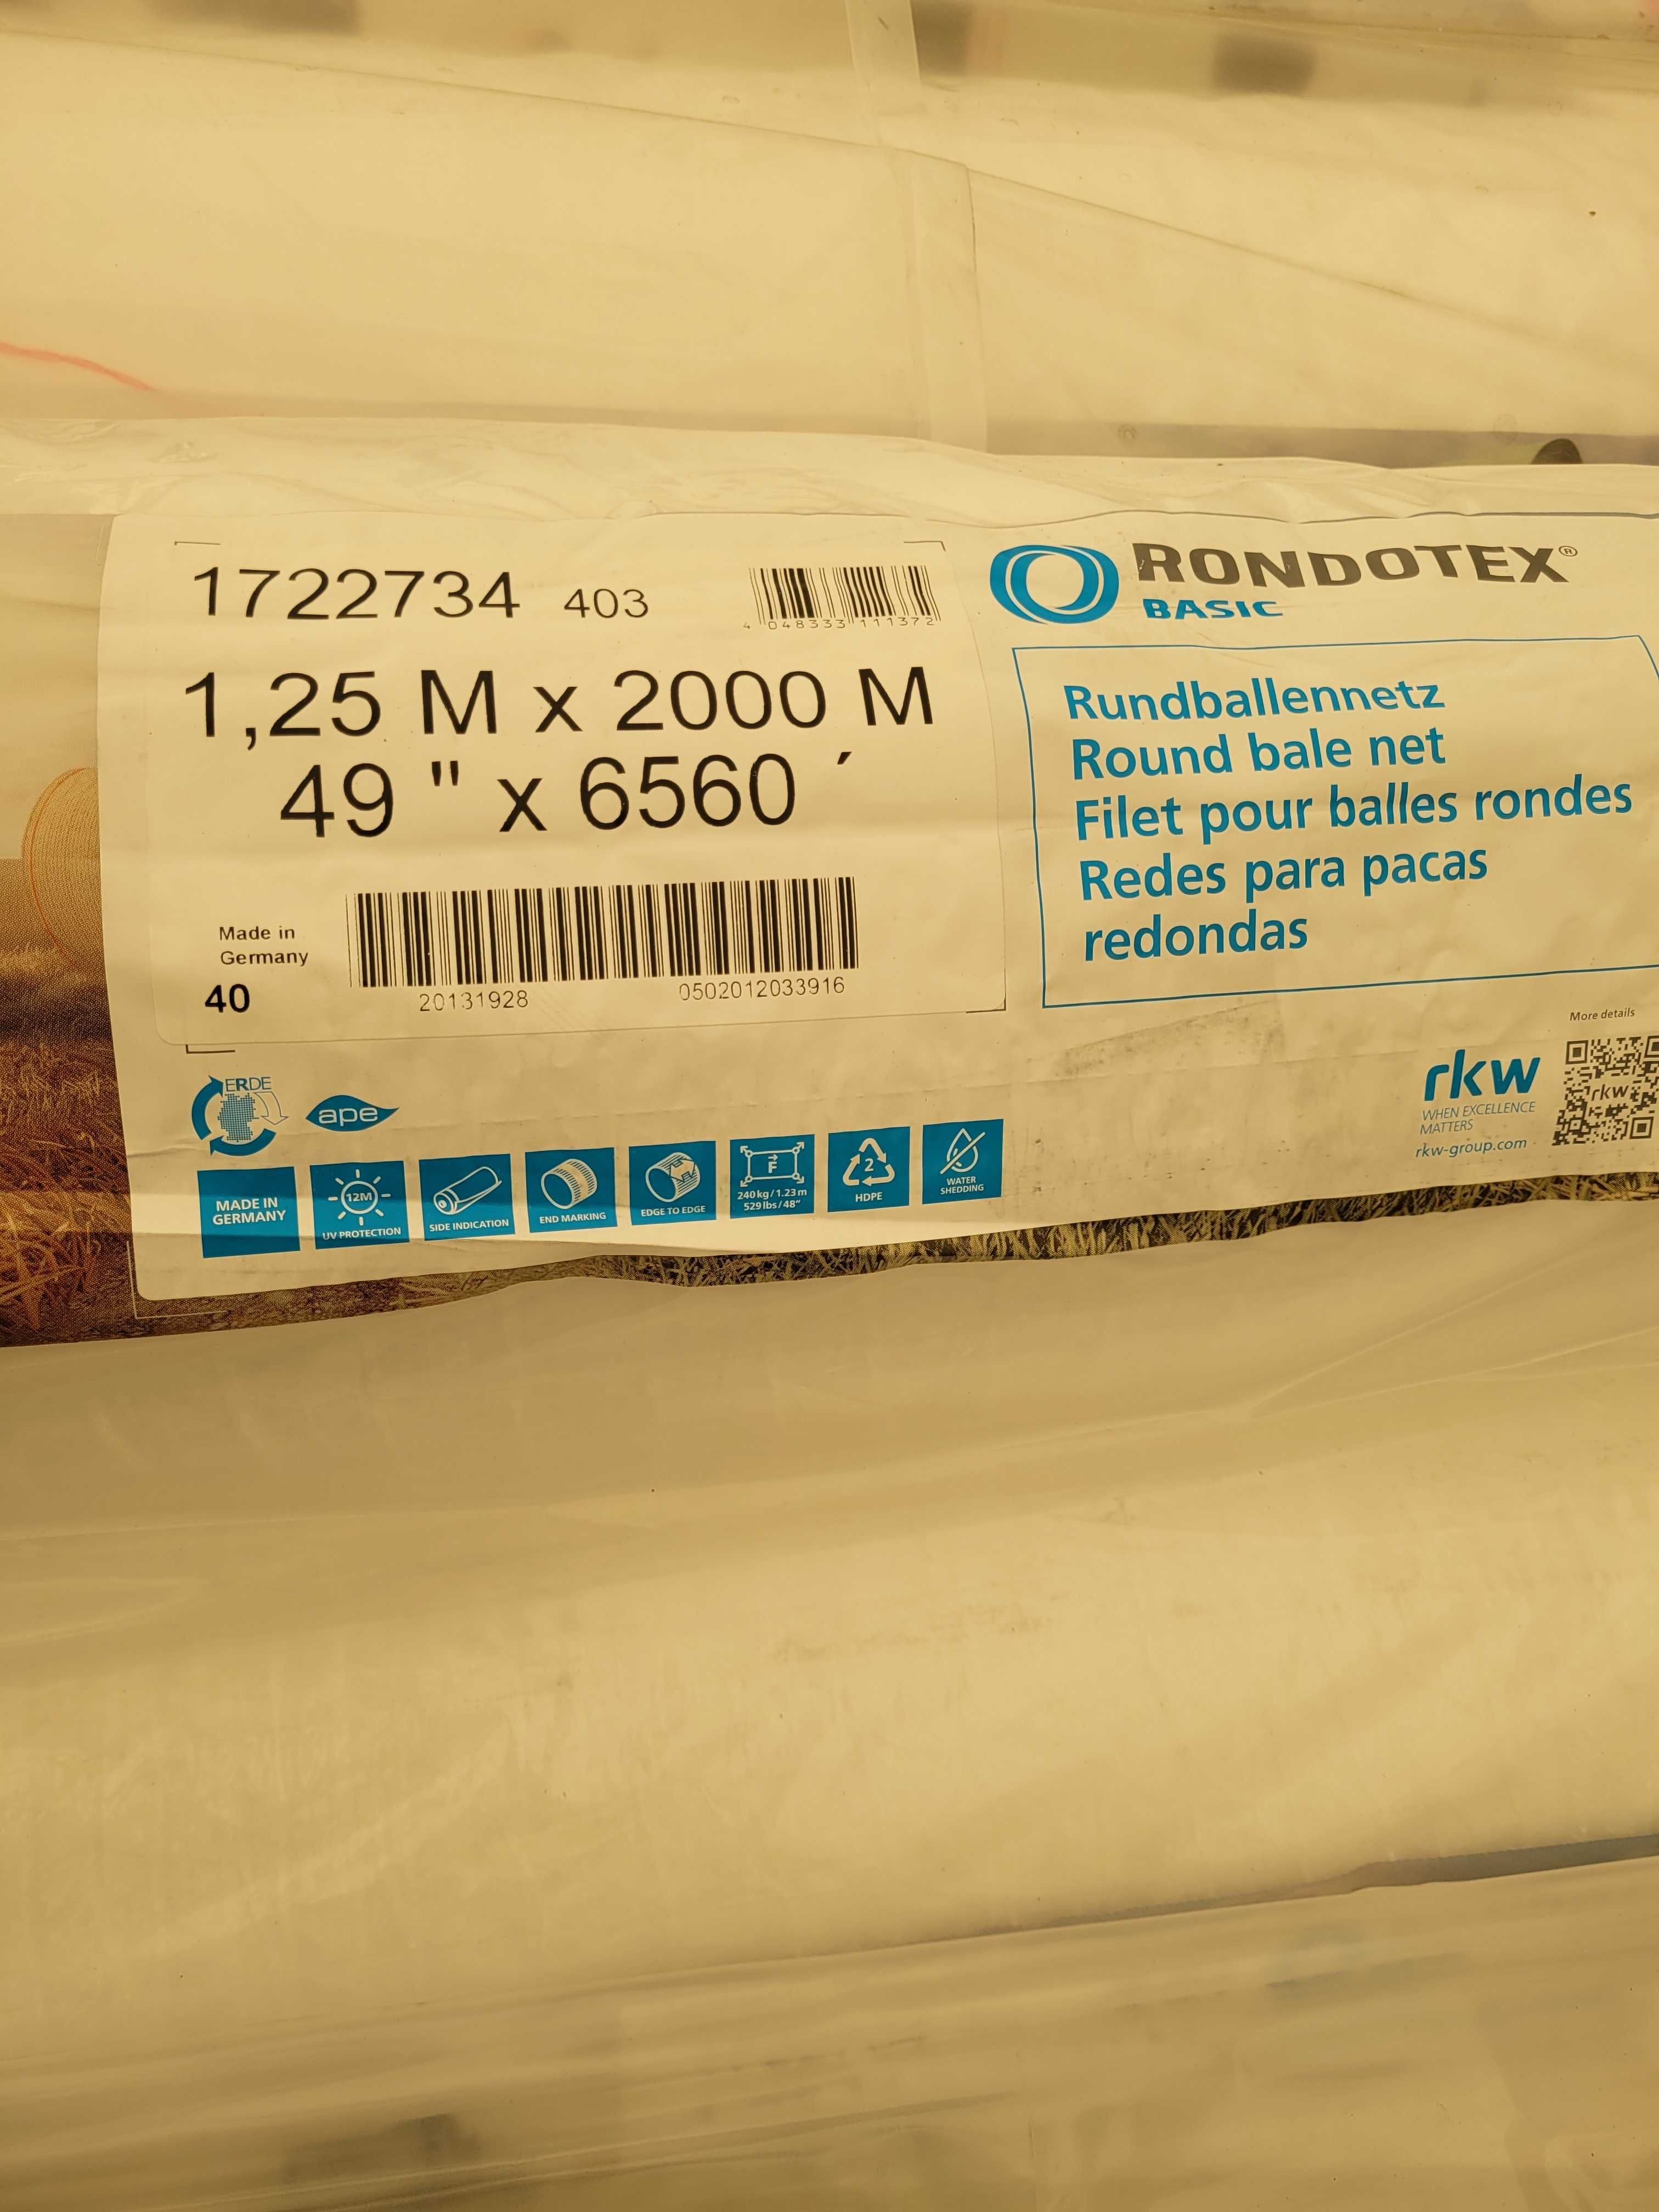 1722734 403
4 048333 111372
1,25 M x 2000 M
49 " x 6560 ´
Made in
Germany
40
20131928 0502012033916
RONDOTEX®
BASIC
Rundballennetz
Round bale net
Filet pour balles rondes
Redes para pacas
redondas
More details
rkw
WHEN EXCELLENCE
MATTERS
rkw-group.com
rkw
ERDE
ape
MADE IN
GERMANY
12M
UV PROTECTION
SIDE INDICATION
END MARKING
EDGE TO EDGE
F
240 kg / 1.23 m
529 lbs / 48"
2
HDPE
WATER
SHEDDING